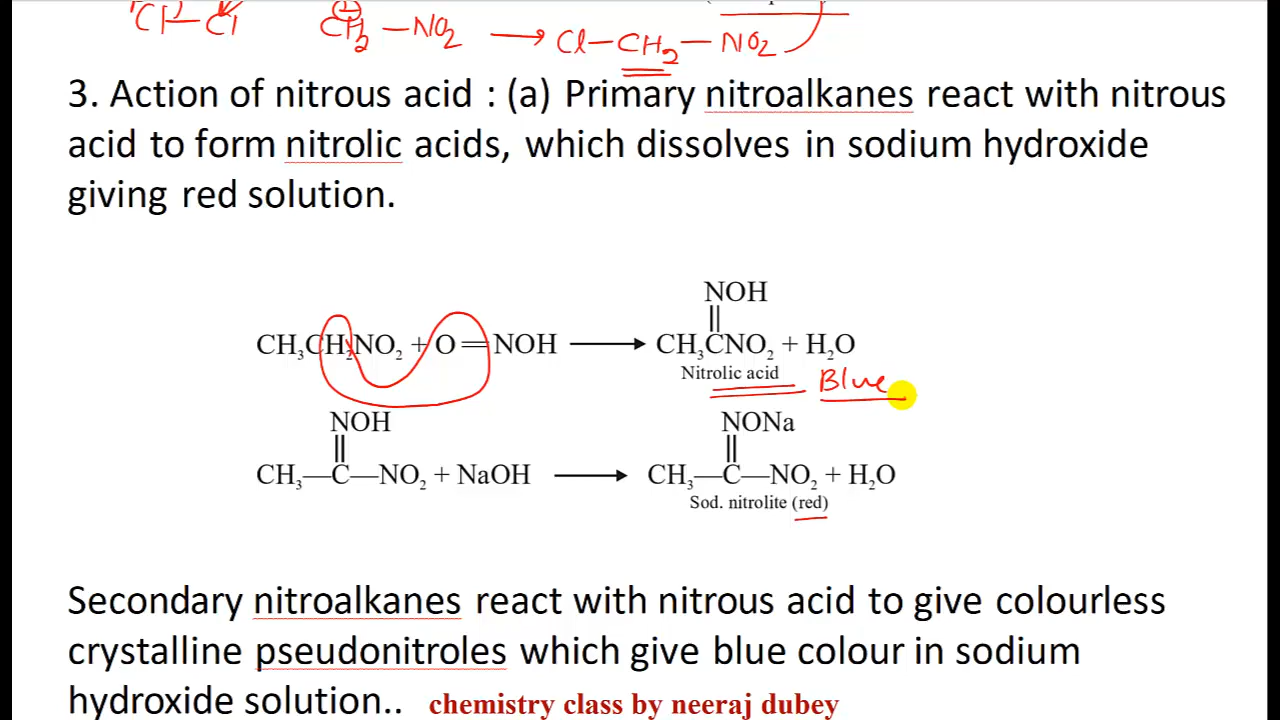 Cl—Cl CH₂—NO₂ → Cl—CH₂—NO₂
3. Action of nitrous acid : (a) Primary nitroalkanes react with nitrous
acid to form nitrolic acids, which dissolves in sodium hydroxide
giving red solution.
NOH
CH₃CH₂NO₂ + O=NOH → CH₃CNO₂ + H₂O
Nitrolic acid Blue
NOH NONa
CH₃—C—NO₂ + NaOH → CH₃—C—NO₂ + H₂O
Sod. nitrolite (red)
Secondary nitroalkanes react with nitrous acid to give colourless
crystalline pseudonitroles which give blue colour in sodium
hydroxide solution.. chemistry class by neeraj dubey